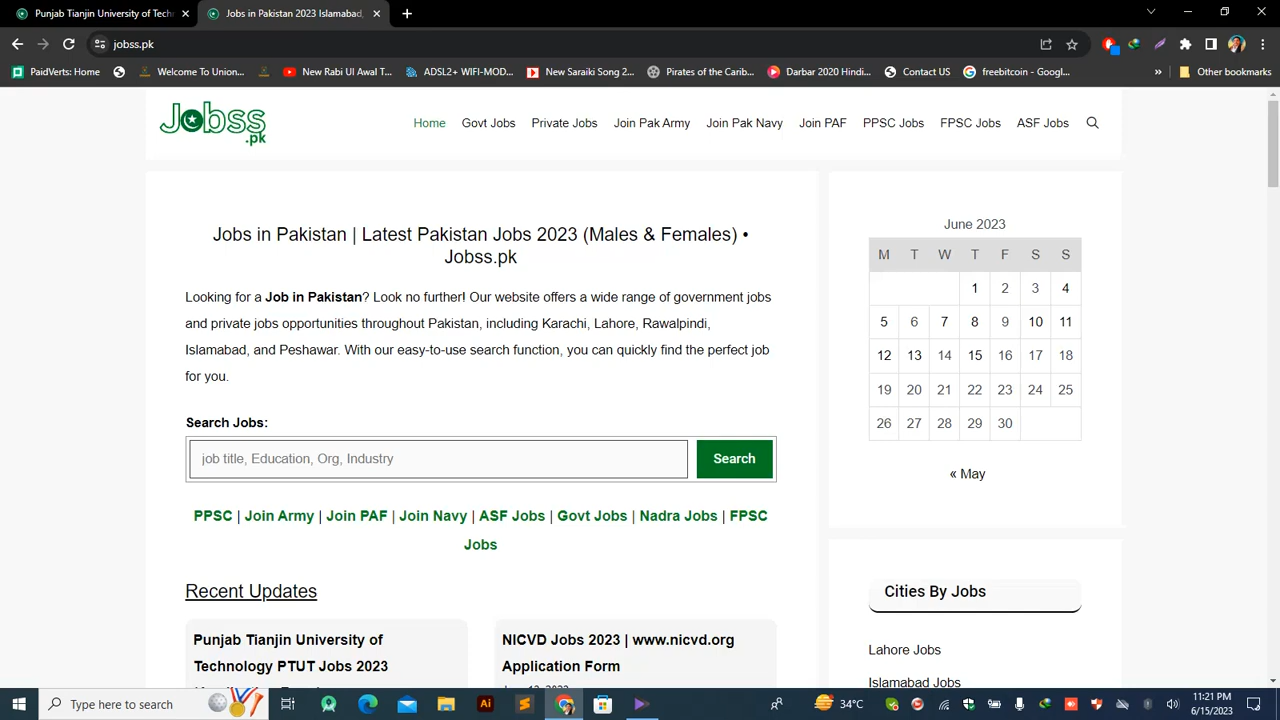 Punjab Tianjin University of Tech
Jobs in Pakistan 2023 Islamabad,
jobss.pk
PaidVerts: Home
Welcome To Union...
New Rabi UI Awal T...
ADSL2+ WIFI-MOD...
New Saraiki Song 2...
Pirates of the Carib...
Darbar 2020 Hindi...
Contact US
freebitcoin - Googl...
» Other bookmarks
Jobss
.pk
Home Govt Jobs Private Jobs Join Pak Army Join Pak Navy Join PAF PPSC Jobs FPSC Jobs ASF Jobs
Jobs in Pakistan | Latest Pakistan Jobs 2023 (Males & Females) •
Jobss.pk
Looking for a Job in Pakistan? Look no further! Our website offers a wide range of government jobs
and private jobs opportunities throughout Pakistan, including Karachi, Lahore, Rawalpindi,
Islamabad, and Peshawar. With our easy-to-use search function, you can quickly find the perfect job
for you.
Search Jobs:
job title, Education, Org, Industry
Search
PPSC | Join Army | Join PAF | Join Navy | ASF Jobs | Govt Jobs | Nadra Jobs | FPSC
Jobs
Recent Updates
Punjab Tianjin University of
Technology PTUT Jobs 2023
NICVD Jobs 2023 | www.nicvd.org
Application Form
June 2023
M T W T F S S
1 2 3 4
5 6 7 8 9 10 11
12 13 14 15 16 17 18
19 20 21 22 23 24 25
26 27 28 29 30
« May
Cities By Jobs
Lahore Jobs
Islamabad Jobs
Type here to search
Ai
34°C
11:21 PM
6/15/2023